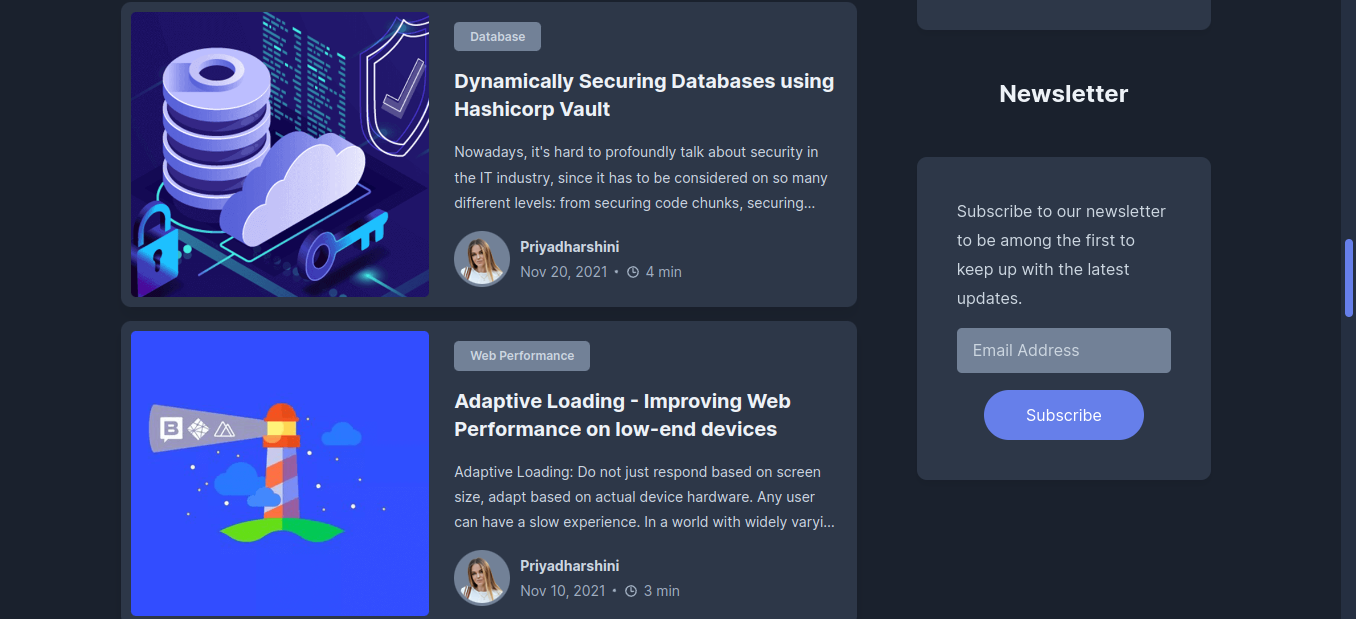 Database
Dynamically Securing Databases using
Hashicorp Vault
Nowadays, it's hard to profoundly talk about security in
the IT industry, since it has to be considered on so many
different levels: from securing code chunks, securing...
Priyadharshini
Nov 20, 2021 • 4 min
B
Web Performance
Adaptive Loading - Improving Web
Performance on low-end devices
Adaptive Loading: Do not just respond based on screen
size, adapt based on actual device hardware. Any user
can have a slow experience. In a world with widely varyi...
Priyadharshini
Nov 10, 2021 • 3 min
Newsletter
Subscribe to our newsletter
to be among the first to
keep up with the latest
updates.
Email Address
Subscribe